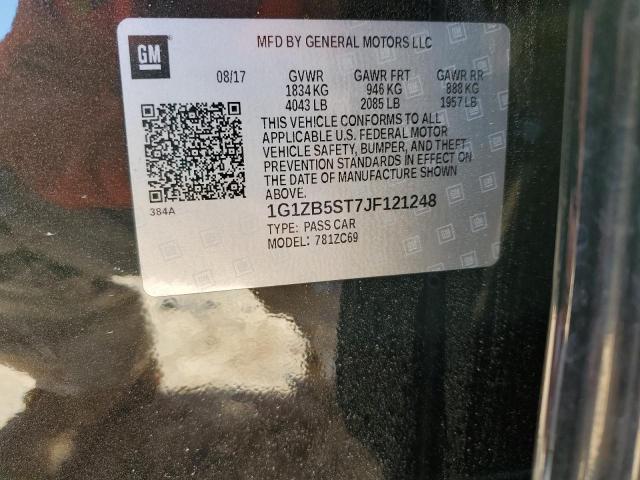 GM
MFD BY GENERAL MOTORS LLC
08/17 GVWR GAWR FRT GAWR RR
1834 KG 946 KG 888 KG
4043 LB 2085 LB 1957 LB
THIS VEHICLE CONFORMS TO ALL
APPLICABLE U.S. FEDERAL MOTOR
VEHICLE SAFETY, BUMPER, AND THEFT
PREVENTION STANDARDS IN EFFECT ON
THE DATE OF MANUFACTURE SHOWN
ABOVE.
384A
1G1ZB5ST7JF121248
TYPE: PASS CAR
MODEL: 781ZC69